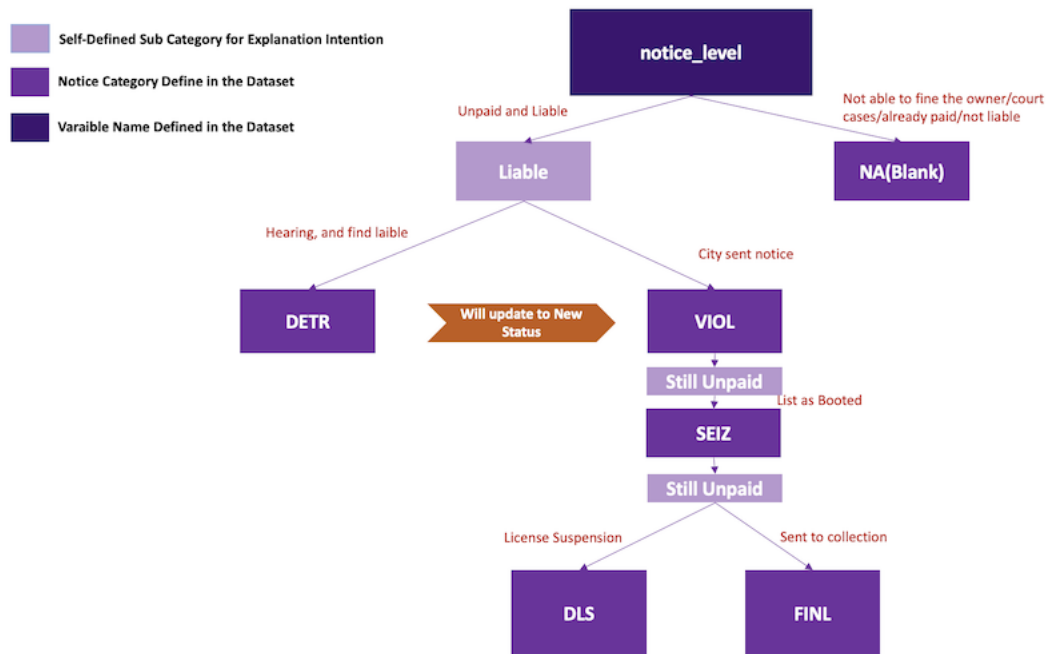 Self-Defined Sub Category for Explanation Intention
Notice Category Define in the Dataset
Varaible Name Defined in the Dataset
notice_level
Unpaid and Liable
Not able to fine the owner/court
cases/already paid/not liable
Liable
NA(Blank)
Hearing, and find laible
City sent notice
DETR
Will update to New
Status
VIOL
Still Unpaid
List as Booted
SEIZ
Still Unpaid
License Suspension
Sent to collection
DLS
FINL